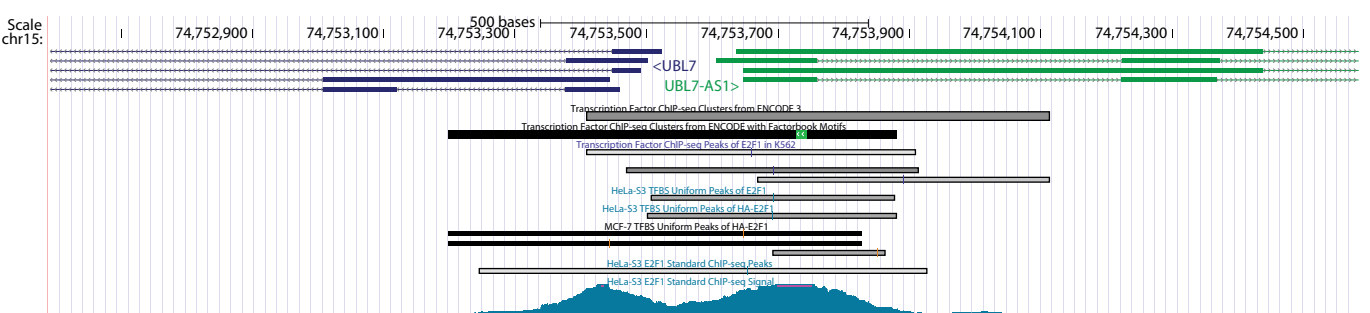 Scale 500 bases
chr15: 74,752,900 74,753,100 74,753,300 74,753,500 74,753,700 74,753,900 74,754,100 74,754,300 74,754,500
<UBL7
UBL7-AS1>
Transcription Factor ChIP-seq Clusters from ENCODE 3
Transcription Factor ChIP-seq Clusters from ENCODE with Factorbook Motifs
Transcription Factor ChIP-seq Peaks of E2F1 in K562
HeLa-S3 TFBS Uniform Peaks of E2F1
HeLa-S3 TFBS Uniform Peaks of HA-E2F1
MCF-7 TFBS Uniform Peaks of HA-E2F1
HeLa-S3 E2F1 Standard ChIP-seq Peaks
HeLa-S3 E2F1 Standard ChIP-seq Signal